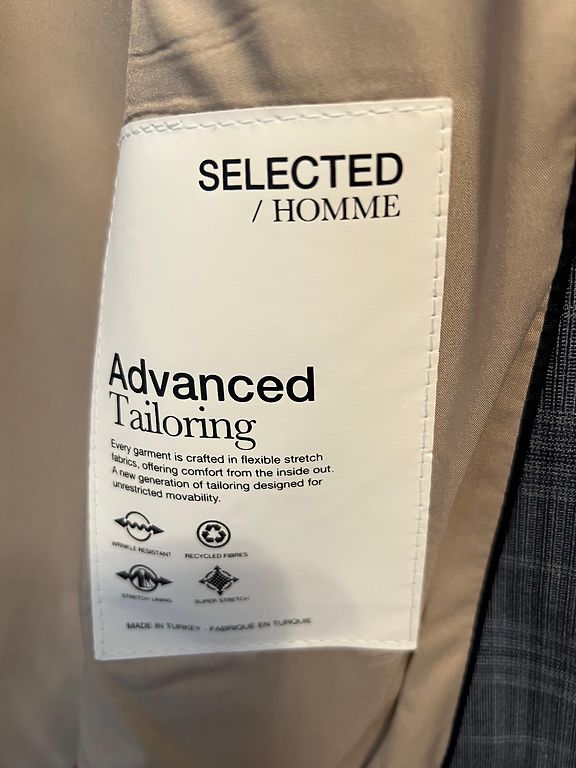 SELECTED
/ HOMME
Advanced
Tailoring
Every garment is crafted in flexible stretch
fabrics, offering comfort from the inside out.
A new generation of tailoring designed for
unrestricted movability.
WRINKLE RESISTANT
RECYCLED FIBRES
STRETCH LINING
SUPER STRETCH
MADE IN TURKEY - FABRIQUÉ EN TURQUIE